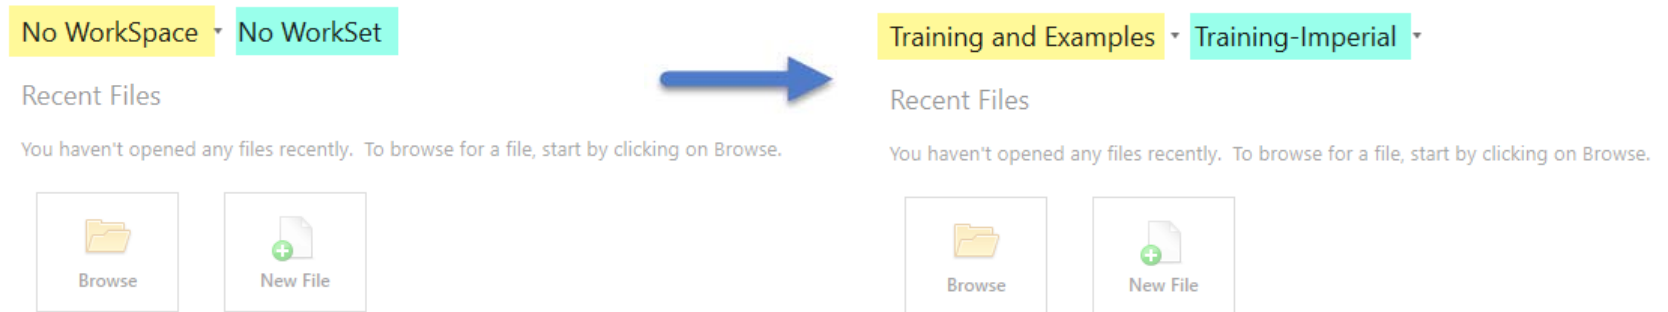 No WorkSpace No WorkSet
Recent Files
You haven't opened any files recently. To browse for a file, start by clicking on Browse.
Browse New File
Training and Examples Training-Imperial
Recent Files
You haven't opened any files recently. To browse for a file, start by clicking on Browse.
Browse New File